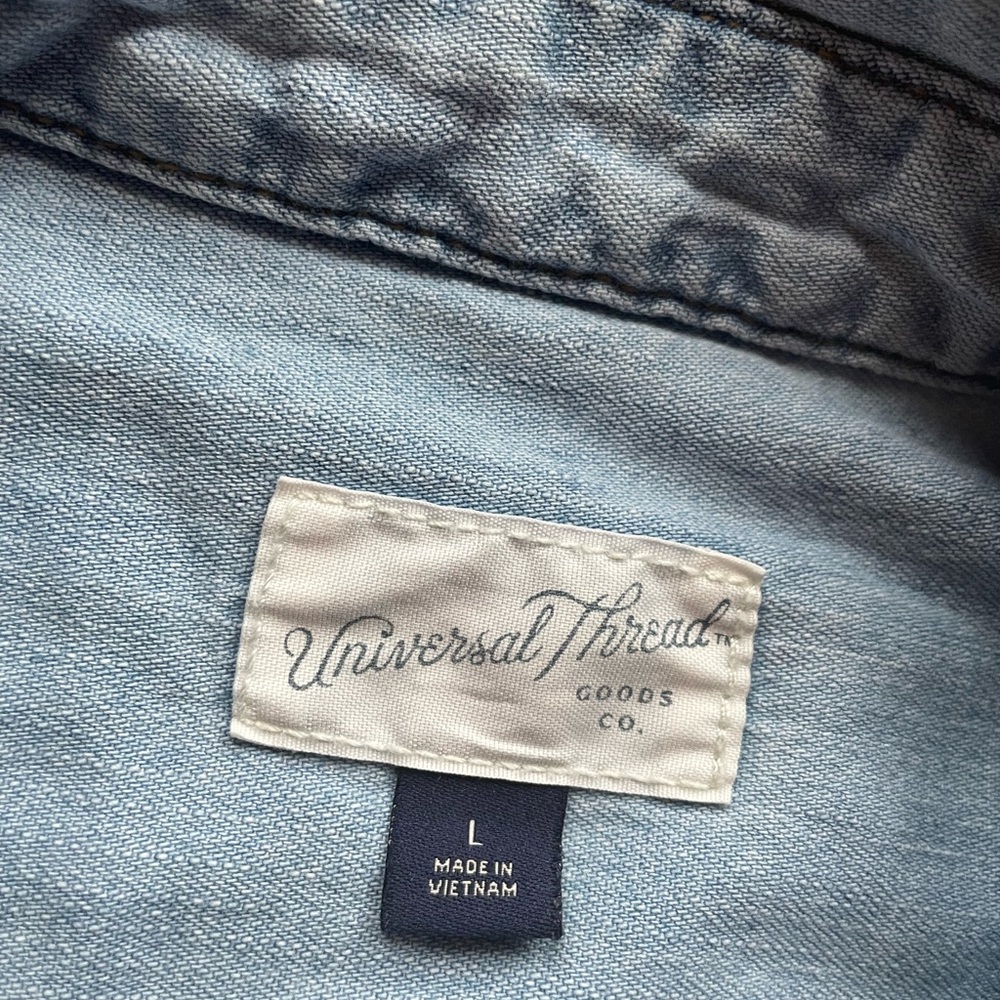 Universal Thread™
GOODS
CO.
L
MADE IN
VIETNAM